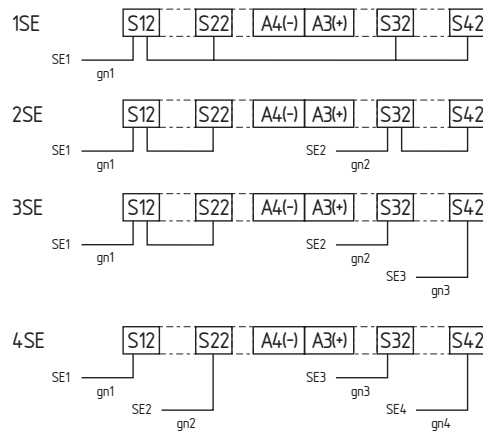 1SE S12 S22 A4(-) A3(+) S32 S42
SE1
gn1
2SE S12 S22 A4(-) A3(+) S32 S42
SE1 SE2
gn1 gn2
3SE S12 S22 A4(-) A3(+) S32 S42
SE1 SE2
gn1 gn2
SE3
gn3
4SE S12 S22 A4(-) A3(+) S32 S42
SE1 SE3
gn1 gn3
SE2 SE4
gn2 gn4